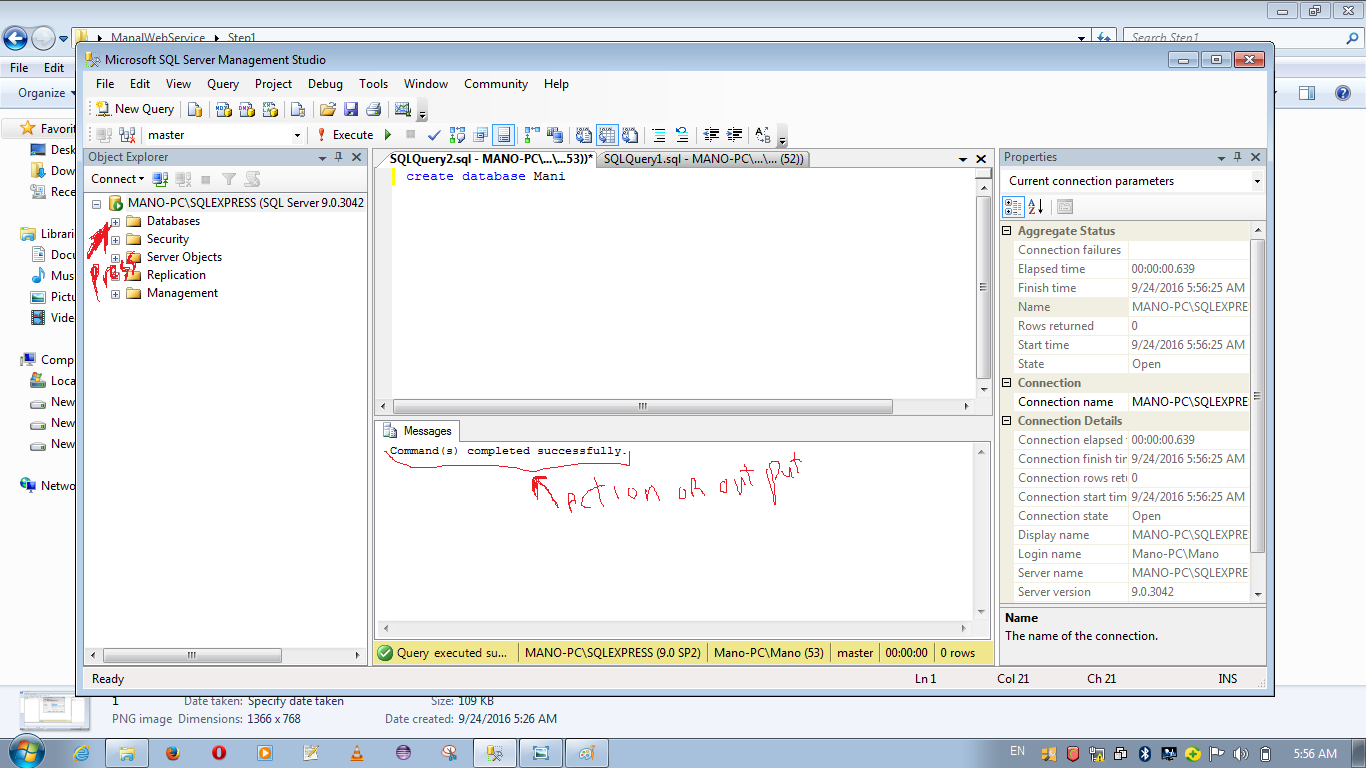 ManalWebService Step1
Search Step1
File Edit
Organize
Microsoft SQL Server Management Studio
File Edit View Query Project Debug Tools Window Community Help
New Query
master
Execute
Object Explorer
Connect
MANO-PC\SQLEXPRESS (SQL Server 9.0.3042
Databases
Security
Server Objects
Replication
Management
Favori
Desk
Dow
Rece
Librari
Docu
Mus
Pictu
Vide
Comp
Loca
New
New
New
Netwo
SQLQuery2.sql - MANO-PC\...\...53))* SQLQuery1.sql - MANO-PC\...\... (52))
create database Mani
Messages
Command(s) completed successfully.
Action or out put
Query executed su... MANO-PC\SQLEXPRESS (9.0 SP2) Mano-PC\Mano (53) master 00:00:00 0 rows
Properties
Current connection parameters
Aggregate Status
Connection failures
Elapsed time 00:00:00.639
Finish time 9/24/2016 5:56:25 AM
Name MANO-PC\SQLEXPRE
Rows returned 0
Start time 9/24/2016 5:56:25 AM
State Open
Connection
Connection name MANO-PC\SQLEXPRE
Connection Details
Connection elapsed 00:00:00.639
Connection finish tin 9/24/2016 5:56:25 AM
Connection rows retu 0
Connection start tim 9/24/2016 5:56:25 AM
Connection state Open
Display name MANO-PC\SQLEXPRE
Login name Mano-PC\Mano
Server name MANO-PC\SQLEXPRE
Server version 9.0.3042
Name
The name of the connection.
Ready Ln 1 Col 21 Ch 21 INS
1 Date taken: Specify date taken Size: 109 KB
PNG image Dimensions: 1366 x 768 Date created: 9/24/2016 5:26 AM
EN 5:56 AM